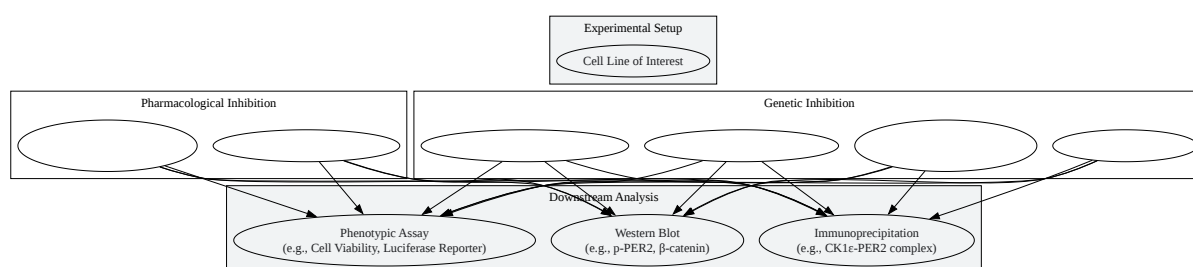 Experimental Setup
Cell Line of Interest
Pharmacological Inhibition
Genetic Inhibition
Downstream Analysis
Phenotypic Assay
(e.g., Cell Viability, Luciferase Reporter)
Western Blot
(e.g., p-PER2, β-catenin)
Immunoprecipitation
(e.g., CK1ε-PER2 complex)